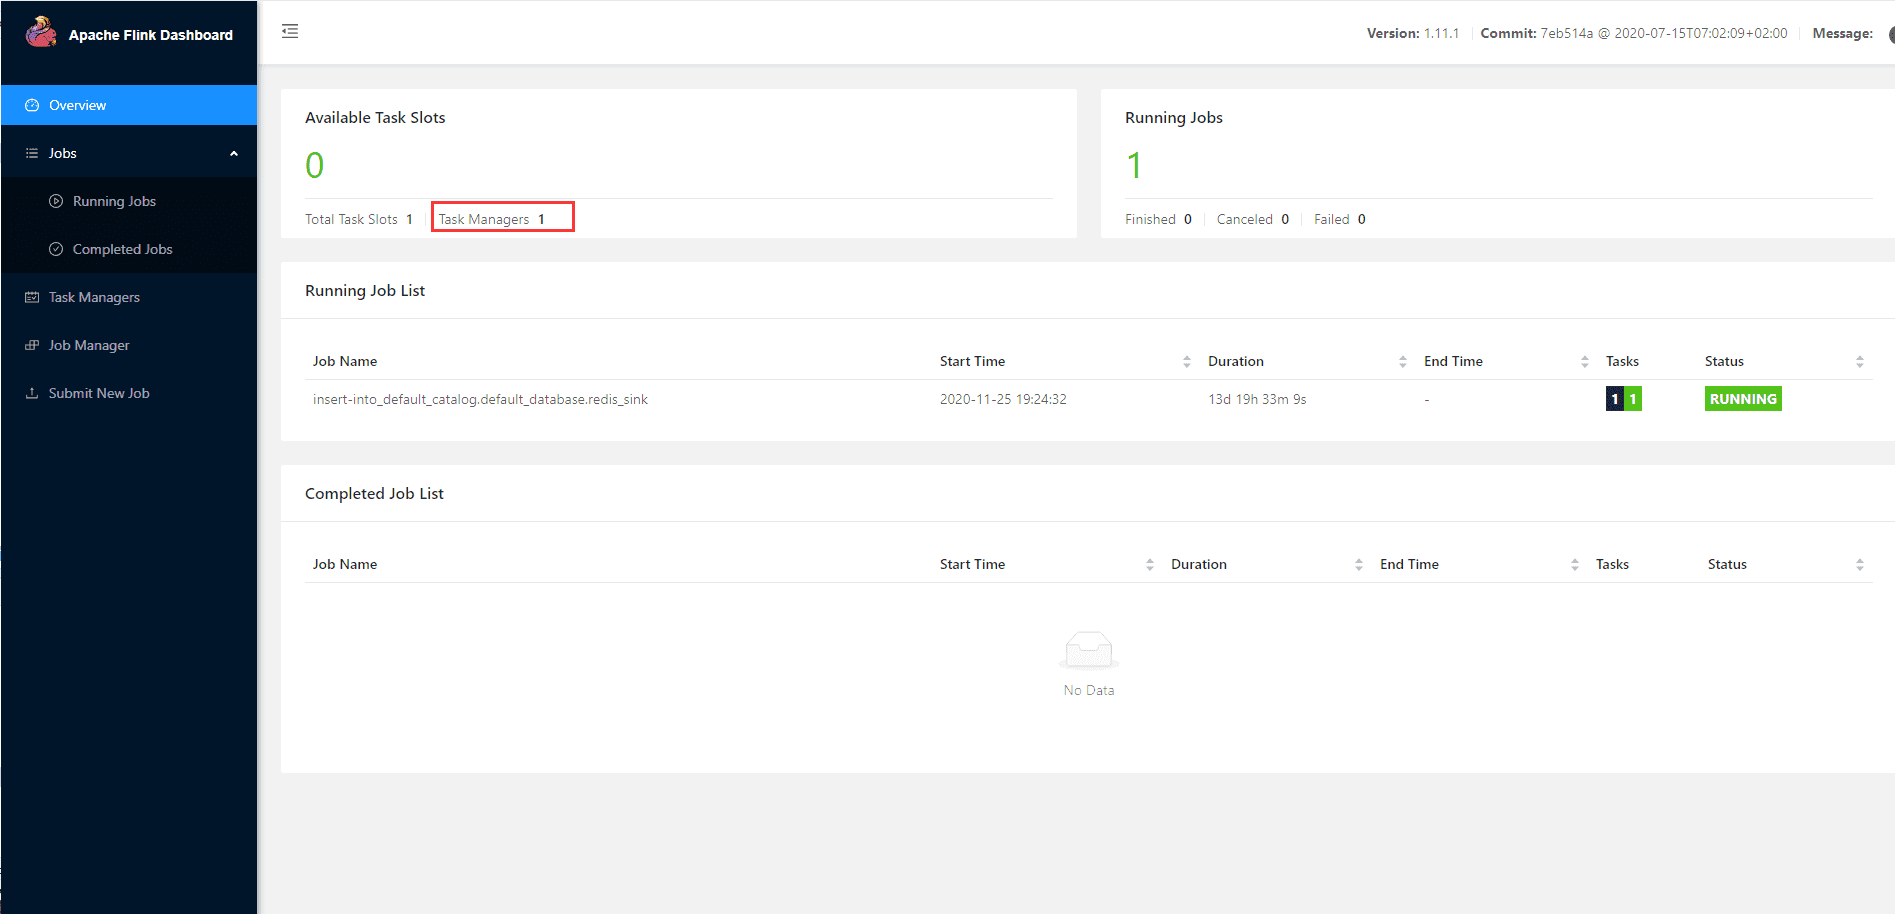 Apache Flink Dashboard
Version: 1.11.1 Commit: 7eb514a @ 2020-07-15T07:02:09+02:00 Message:
Overview
Jobs
Running Jobs
Completed Jobs
Task Managers
Job Manager
Submit New Job
Available Task Slots
0
Total Task Slots 1 Task Managers 1
Running Jobs
1
Finished 0 Canceled 0 Failed 0
Running Job List
Job Name Start Time Duration End Time Tasks Status
insert-into_default_catalog.default_database.redis_sink 2020-11-25 19:24:32 13d 19h 33m 9s - 1 1 RUNNING
Completed Job List
Job Name Start Time Duration End Time Tasks Status
No Data